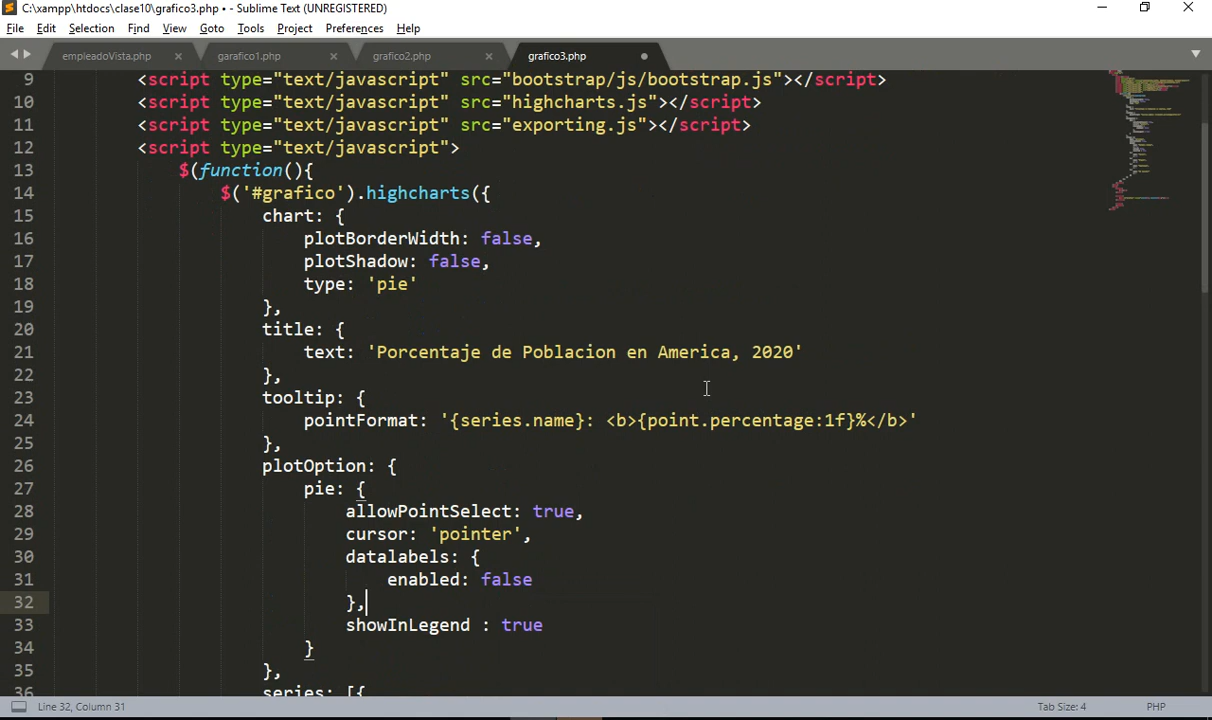 C:\xampp\htdocs\clase10\grafico3.php • - Sublime Text (UNREGISTERED)
File Edit Selection Find View Goto Tools Project Preferences Help
empleadoVista.php × garafico1.php × grafico2.php × grafico3.php
9 <script type="text/javascript" src="bootstrap/js/bootstrap.js"></script>
10 <script type="text/javascript" src="highcharts.js"></script>
11 <script type="text/javascript" src="exporting.js"></script>
12 <script type="text/javascript">
13 $(function(){
14 $('#grafico').highcharts({
15 chart: {
16 plotBorderWidth: false,
17 plotShadow: false,
18 type: 'pie'
19 },
20 title: {
21 text: 'Porcentaje de Poblacion en America, 2020'
22 },
23 tooltip: {
24 pointFormat: '{series.name}: <b>{point.percentage:1f}%</b>'
25 },
26 plotOption: {
27 pie: {
28 allowPointSelect: true,
29 cursor: 'pointer',
30 datalabels: {
31 enabled: false
32 },
33 showInLegend : true
34 }
35 },
36 series: [{
Line 32, Column 31 Tab Size: 4 PHP